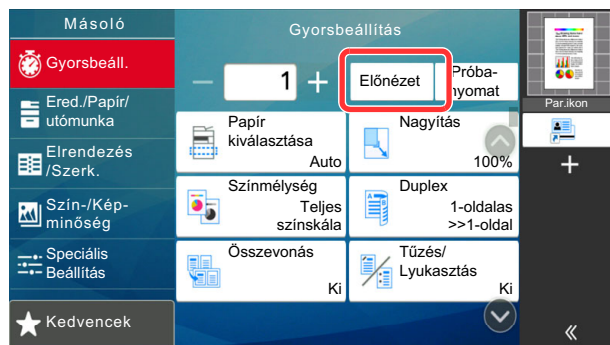 Másoló
Gyorsbeáll.
Ered./Papír/
utómunka
Elrendezés
/Szerk.
Szín-/Kép-
minőség
Speciális
Beállítás
Kedvencek
Gyorsbeállítás
1
Előnézet
Próba-
nyomat
Papír
kiválasztása
Auto
Nagyítás
100%
Színmélység
Teljes
színskála
Duplex
1-oldalas
>>1-oldal
Összevonás
Ki
Tűzés/
Lyukasztás
Ki
Par.ikon